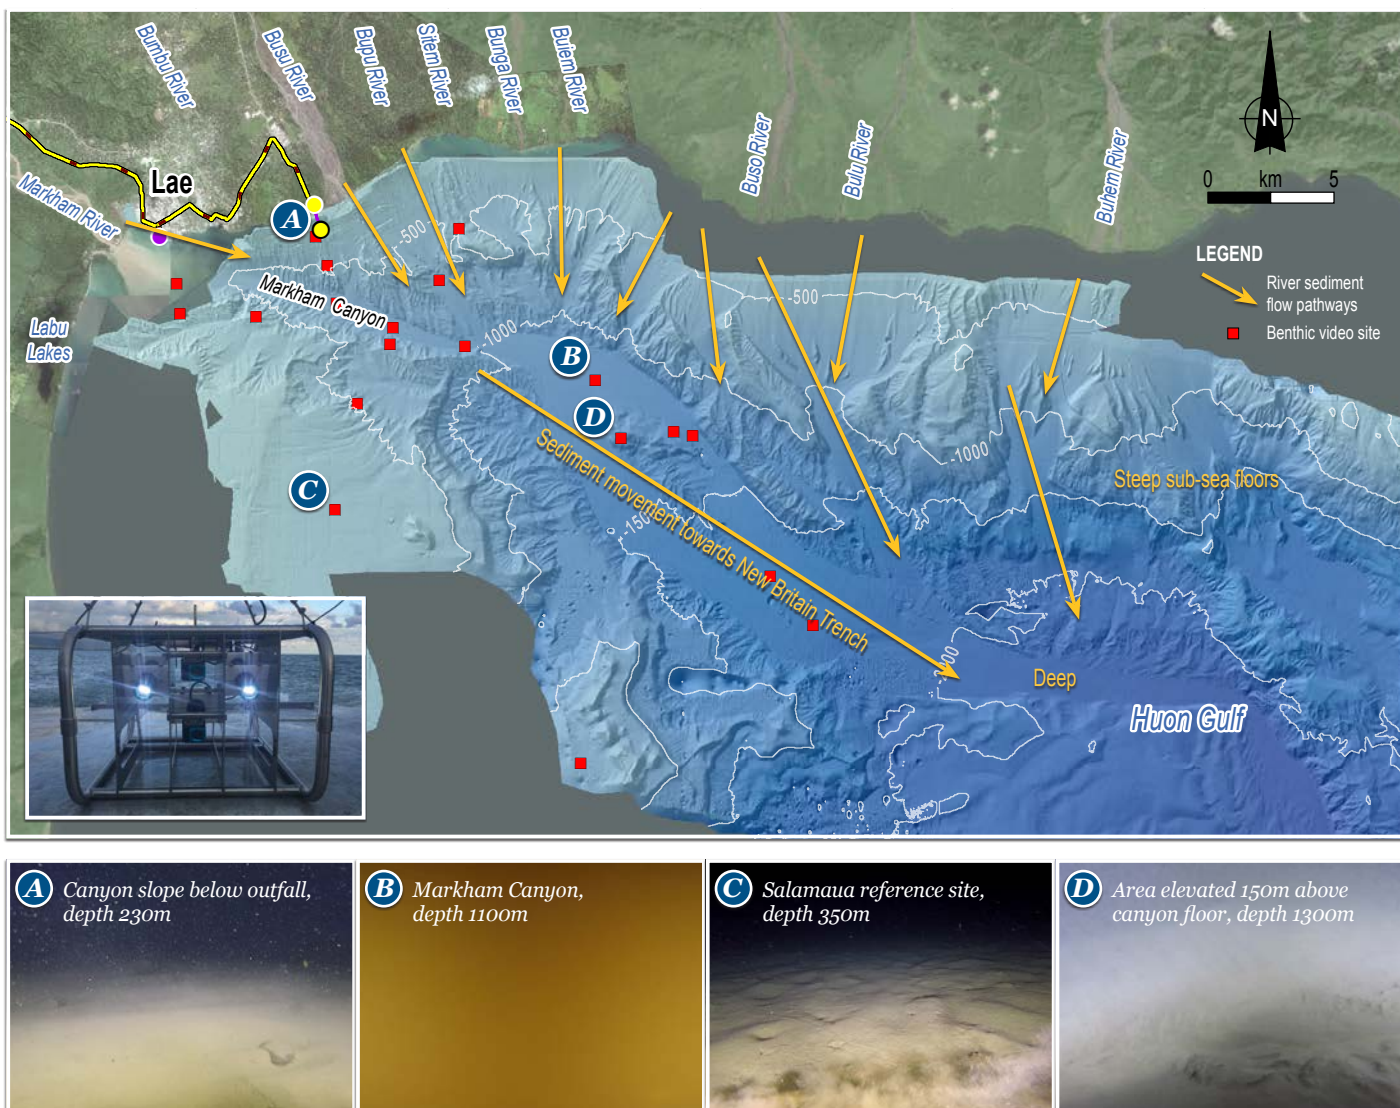 Bumbu River
Busu River
Bupu River
Sitem River
Bunga River
Buiem River
Buso River
Bulu River
Buhem River
N
0 km 5
LEGEND
River sediment
flow pathways
Benthic video site
Lae
Markham River
A
-500
Markham Canyon
-500
Labu
Lakes
-1000
B
D
-1000
Steep sub-sea floors
C
Sediment movement towards New Britain Trench
Deep
Huon Gulf
A Canyon slope below outfall,
depth 230m
B Markham Canyon,
depth 1100m
C Salamaua reference site,
depth 350m
D Area elevated 150m above
canyon floor, depth 1300m